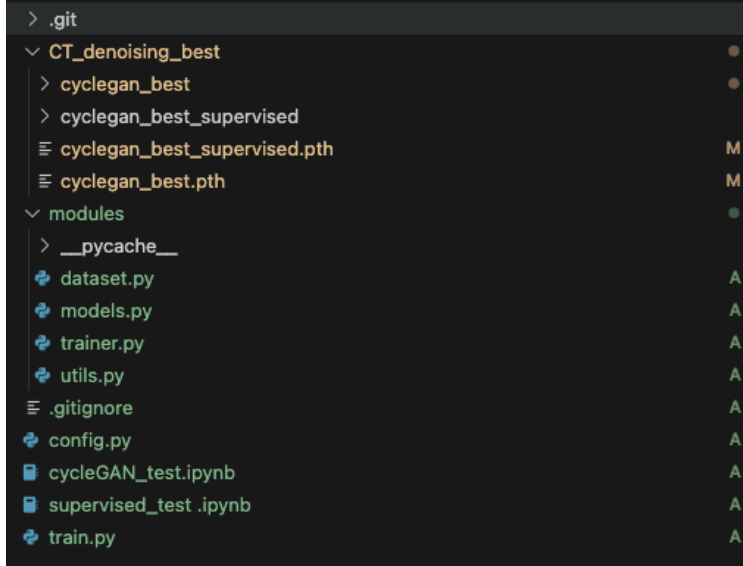 .git
CT_denoising_best
cyclegan_best
cyclegan_best_supervised
cyclegan_best_supervised.pth M
cyclegan_best.pth M
modules
__pycache__
dataset.py A
models.py A
trainer.py A
utils.py A
.gitignore A
config.py A
cycleGAN_test.ipynb A
supervised_test .ipynb A
train.py A